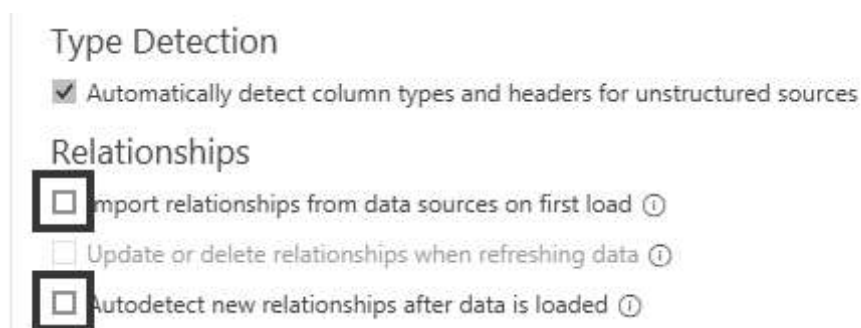 Type Detection
Automatically detect column types and headers for unstructured sources
Relationships
Import relationships from data sources on first load
Update or delete relationships when refreshing data
Autodetect new relationships after data is loaded